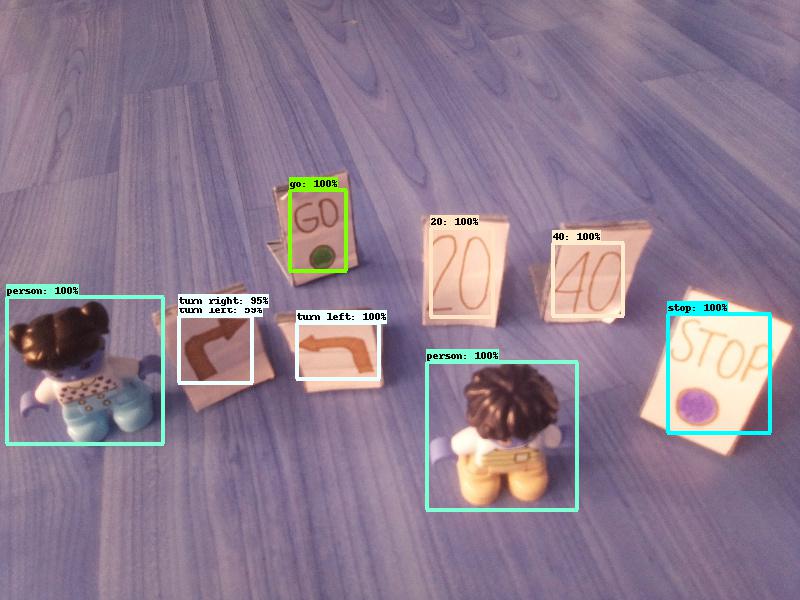 go: 100%
GO
20: 100%
20
40: 100%
40
person: 100%
turn right: 95%
turn left: 59%
turn left: 100%
stop: 100%
STOP
person: 100%